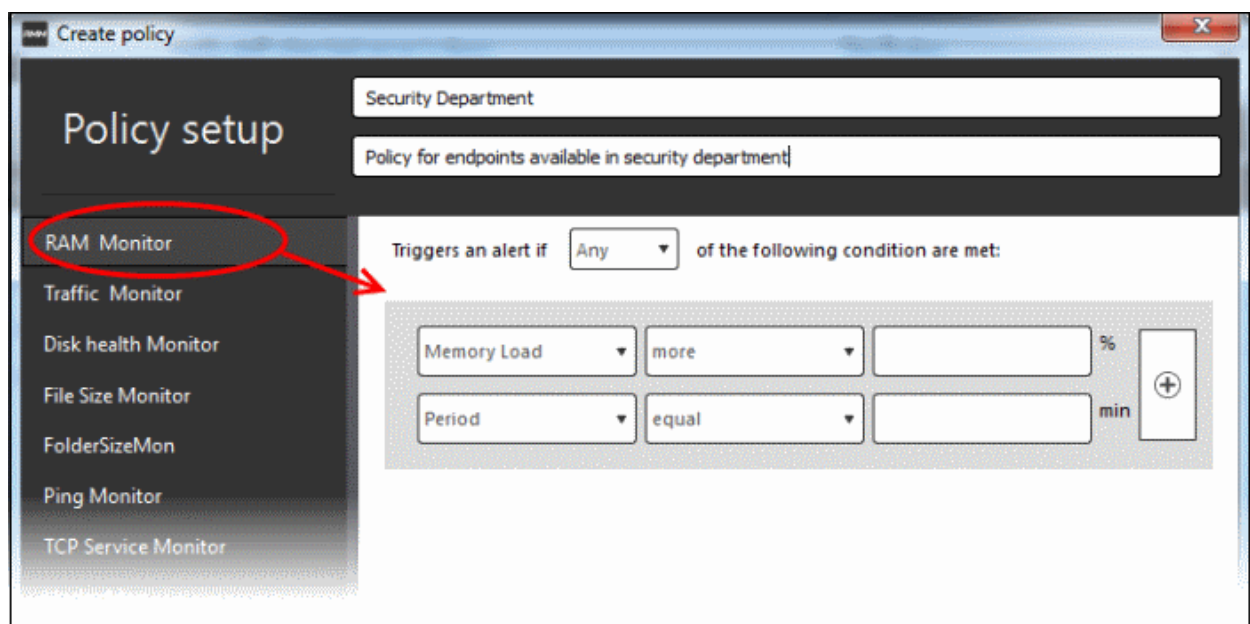 RMM Create policy
Policy setup
Security Department
Policy for endpoints available in security department
RAM Monitor
Traffic Monitor
Disk health Monitor
File Size Monitor
FolderSizeMon
Ping Monitor
TCP Service Monitor
Triggers an alert if Any of the following condition are met:
Memory Load more %
Period equal min